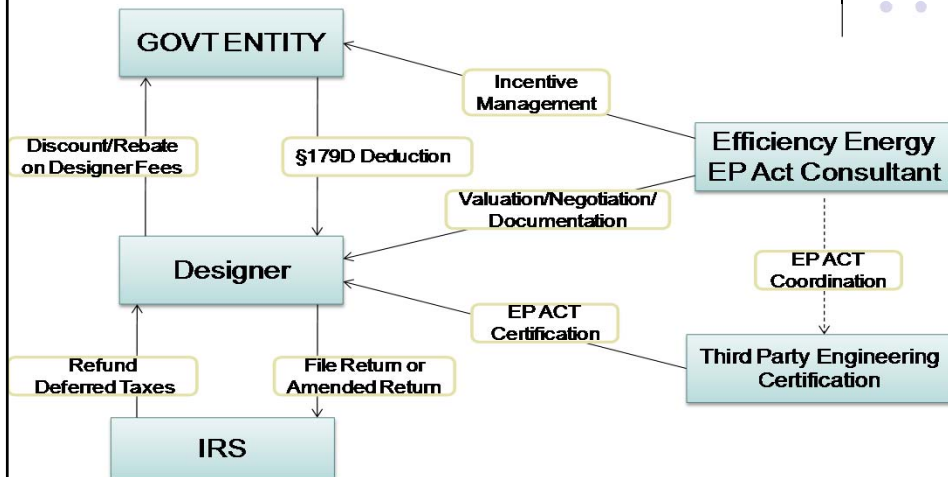 GOVT ENTITY
Incentive
Management
Discount/Rebate
on Designer Fees
§179D Deduction
Efficiency Energy
EP Act Consultant
Valuation/Negotiation/
Documentation
Designer
EP ACT
Coordination
EP ACT
Certification
Refund
Deferred Taxes
File Return or
Amended Return
Third Party Engineering
Certification
IRS